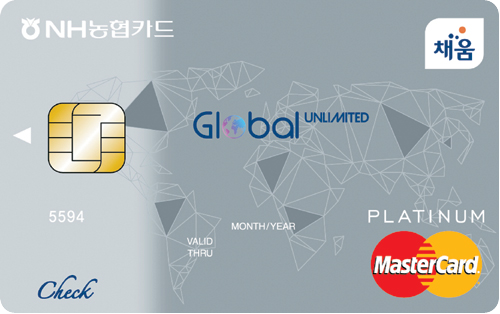 NH농협카드
채움
Global UNLIMITED
5594
MONTH/YEAR
VALID
THRU
PLATINUM
MasterCard
Check